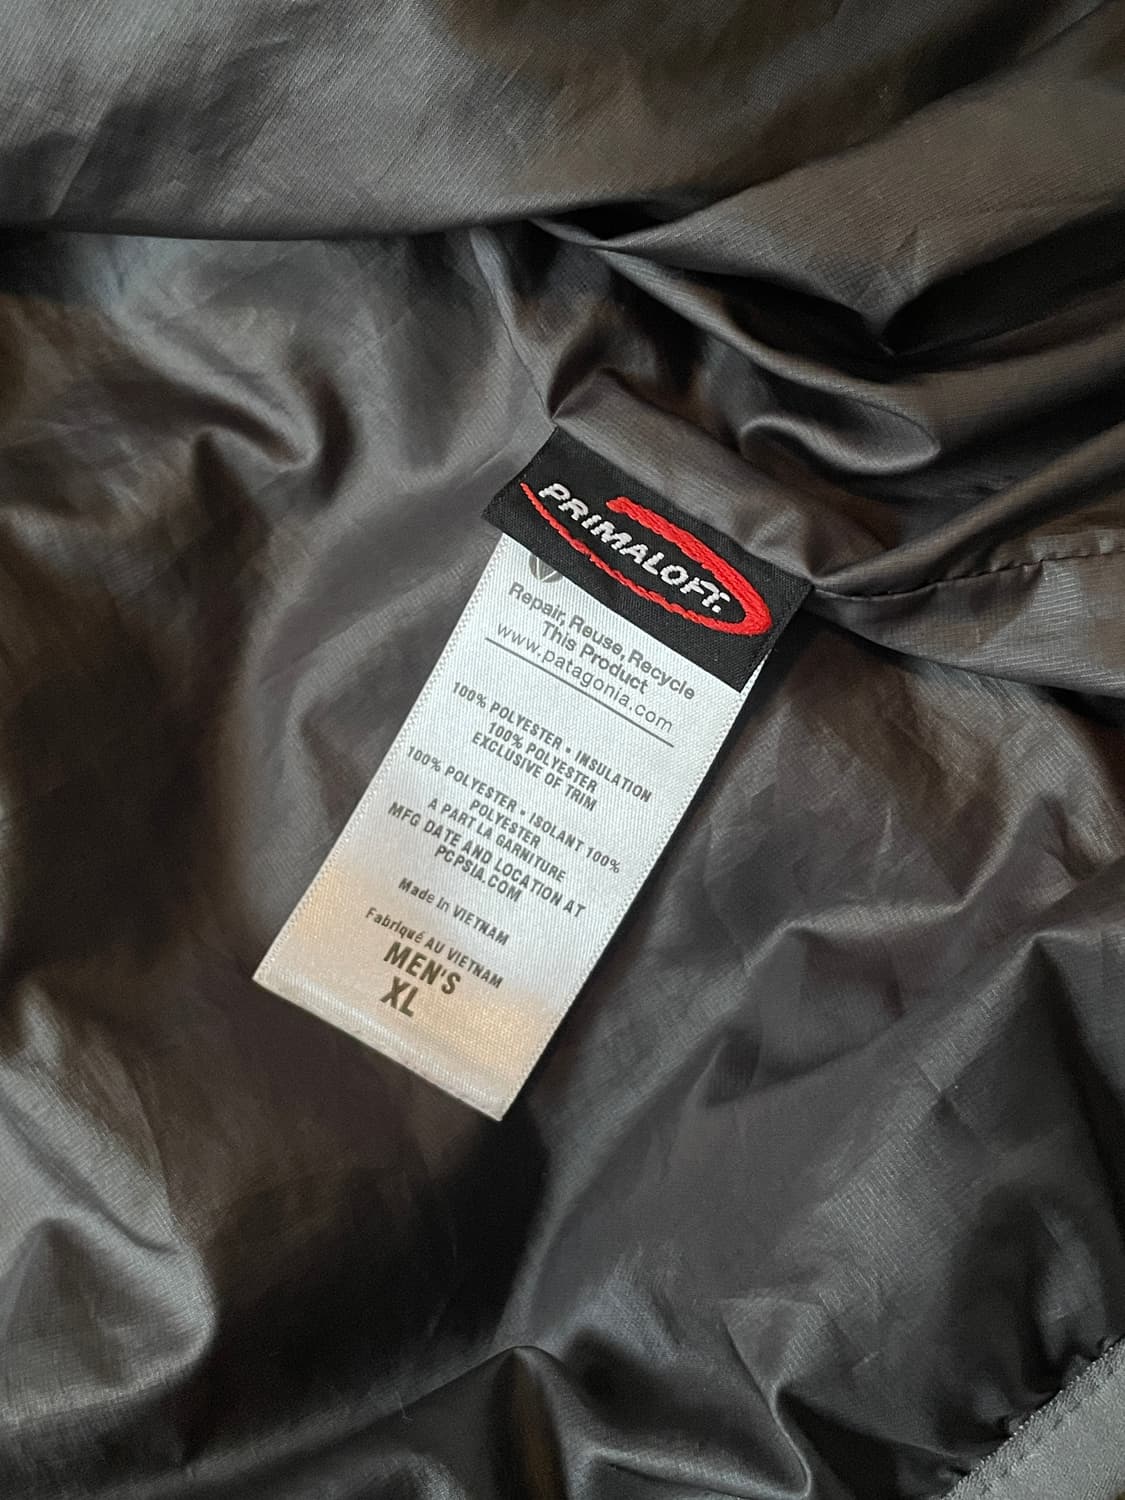 PRIMALOFT.
Repair, Reuse, Recycle
This Product
www.patagonia.com
100% POLYESTER • INSULATION
100% POLYESTER
EXCLUSIVE OF TRIM
100% POLYESTER • ISOLANT 100%
POLYESTER
A PART LA GARNITURE
MFG DATE AND LOCATION AT
PCPSIA.COM
Made in VIETNAM
Fabriqué AU VIETNAM
MEN'S
XL